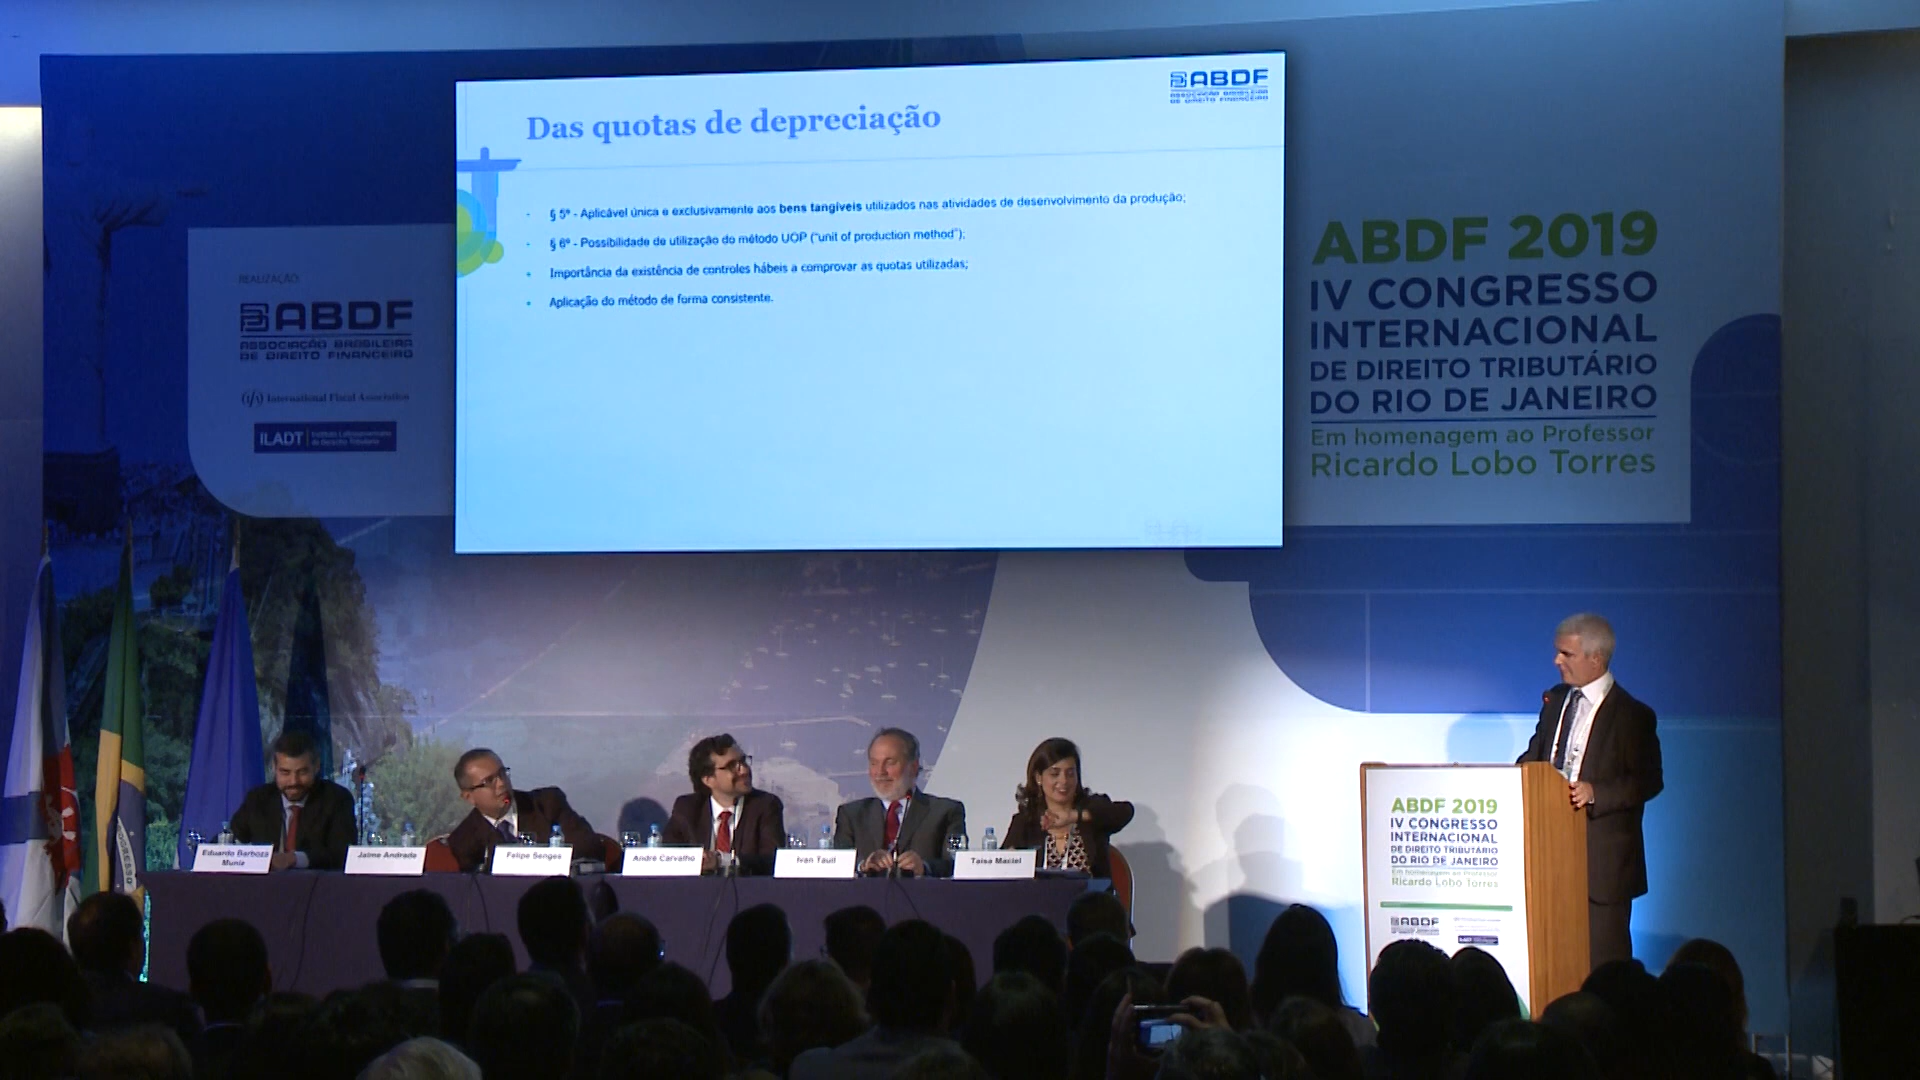 ABDF
ASSOCIAÇÃO BRASILEIRA
DE DIREITO FINANCEIRO
Das quotas de depreciação
- § 5º - Aplicável única e exclusivamente aos bens tangíveis utilizados nas atividades de desenvolvimento da produção;
- § 6º - Possibilidade de utilização do método UOP ("unit of production method");
• Importância da existência de controles hábeis a comprovar as quotas utilizadas;
• Aplicação do método de forma consistente.
REALIZAÇÃO
ABDF
ASSOCIAÇÃO BRASILEIRA
DE DIREITO FINANCEIRO
(ifa) International Fiscal Association
ILADT
ABDF 2019
IV CONGRESSO
INTERNACIONAL
DE DIREITO TRIBUTÁRIO
DO RIO DE JANEIRO
Em homenagem ao Professor
Ricardo Lobo Torres
Eduardo Barboza
Muniz
Jaime Andrade
Felipe Senges
André Carvalho
Ivan Tauil
Taísa Maciel
ABDF 2019
IV CONGRESSO
INTERNACIONAL
DE DIREITO TRIBUTÁRIO
DO RIO DE JANEIRO
Em homenagem ao Professor
Ricardo Lobo Torres
ABDF
ILADT